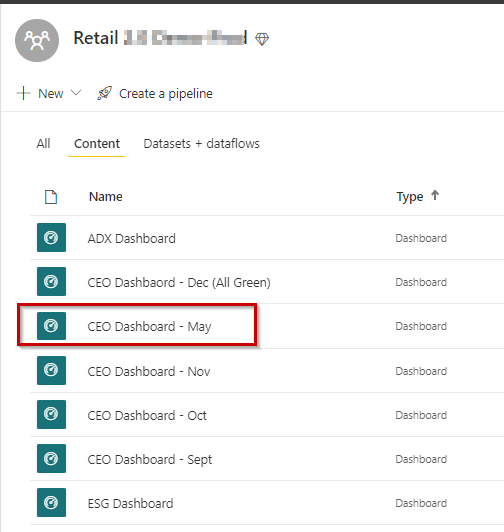 Retail
New
Create a pipeline
All Content Datasets + dataflows
Name Type
ADX Dashboard Dashboard
CEO Dashbaord - Dec (All Green) Dashboard
CEO Dashboard - May Dashboard
CEO Dashboard - Nov Dashboard
CEO Dashboard - Oct Dashboard
CEO Dashboard - Sept Dashboard
ESG Dashboard Dashboard